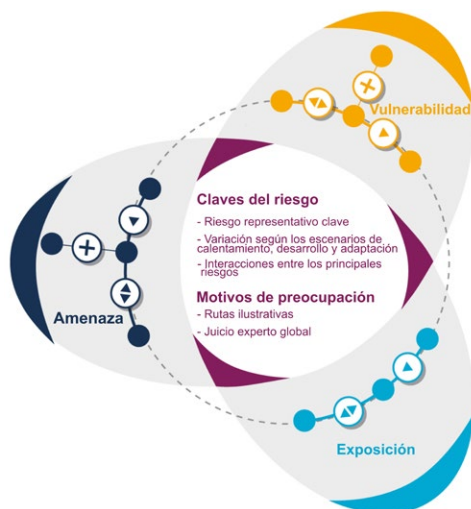 Vulnerabilidad
Claves del riesgo
- Riesgo representativo clave
- Variación según los escenarios de
calentamiento, desarrollo y adaptación
- Interacciones entre los principales
riesgos
Motivos de preocupación
- Rutas ilustrativas
- Juicio experto global
Amenaza
Exposición